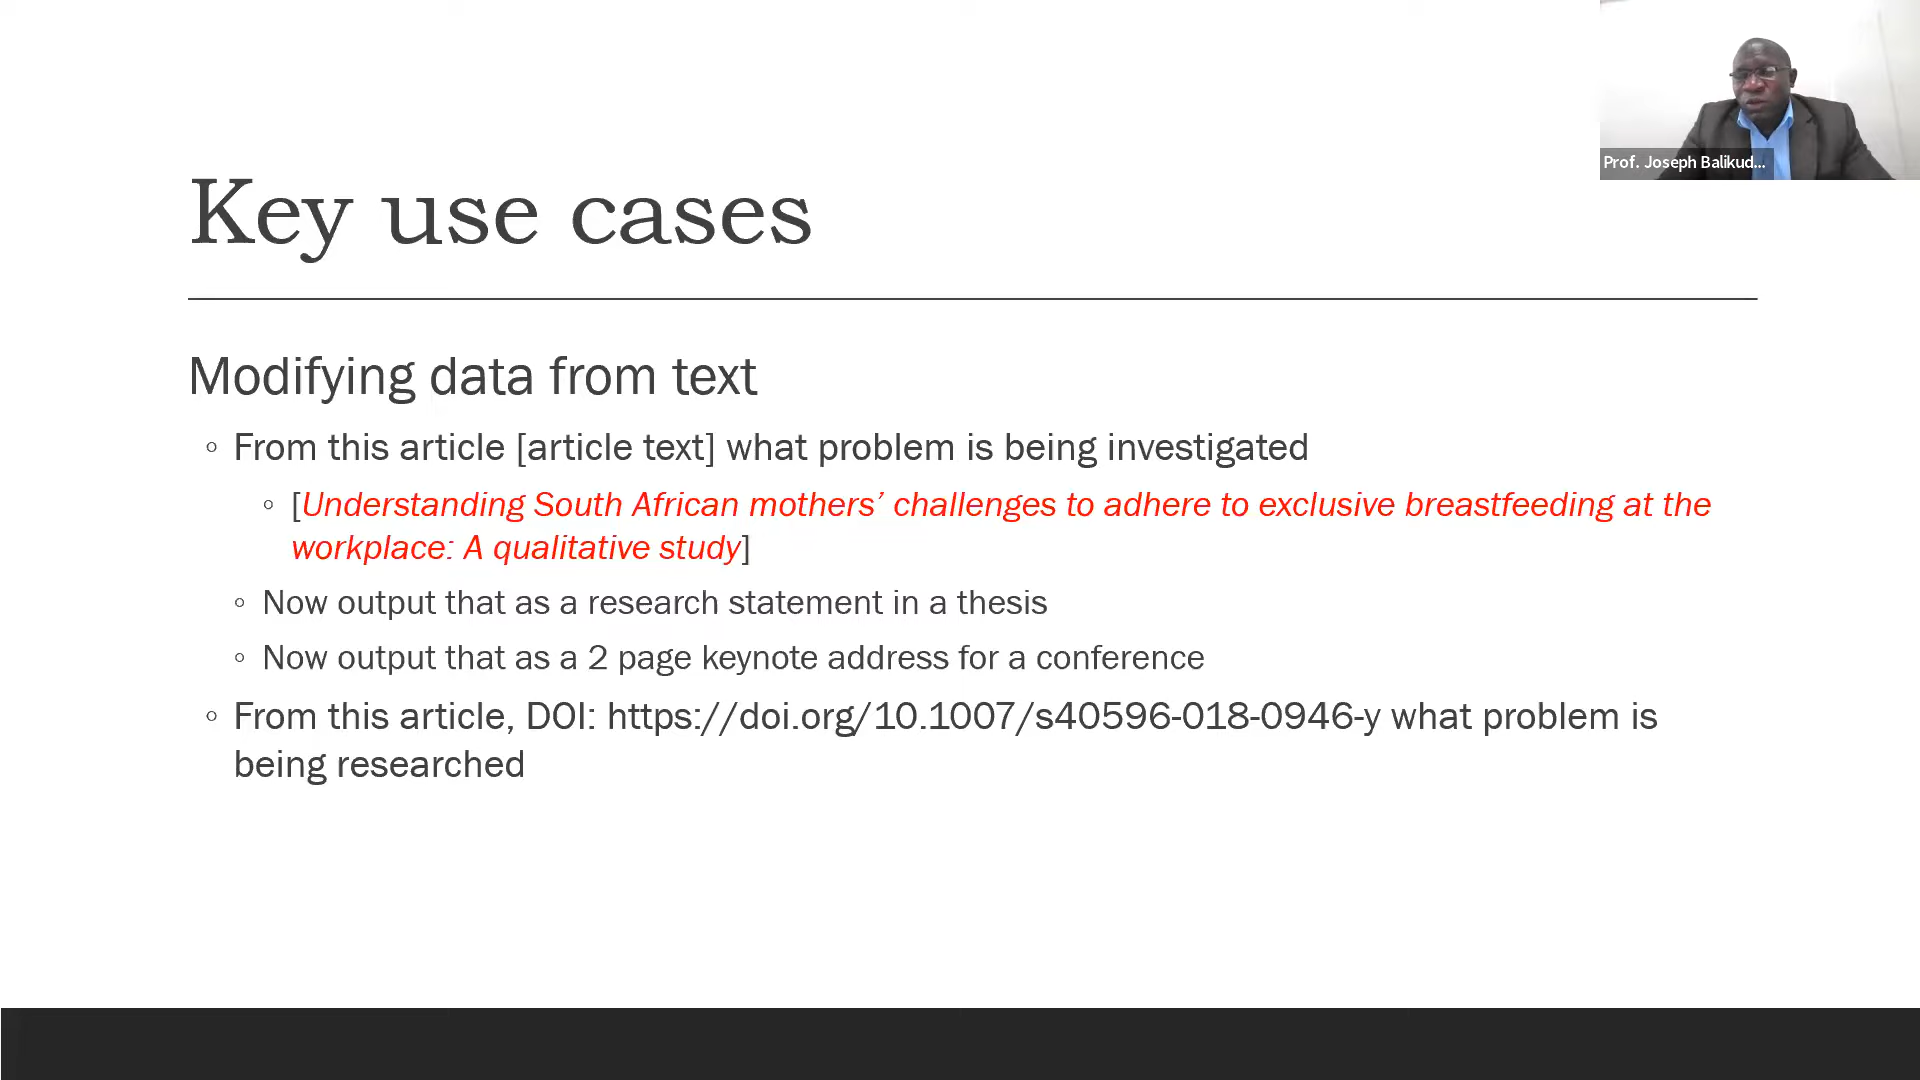 Prof. Joseph Balikud...
Key use cases
Modifying data from text
◦ From this article [article text] what problem is being investigated
◦ [Understanding South African mothers’ challenges to adhere to exclusive breastfeeding at the
workplace: A qualitative study]
◦ Now output that as a research statement in a thesis
◦ Now output that as a 2 page keynote address for a conference
◦ From this article, DOI: https://doi.org/10.1007/s40596-018-0946-y what problem is
being researched